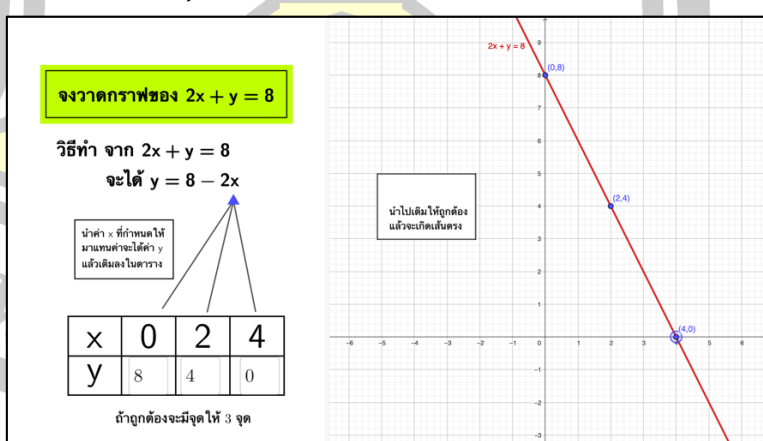 จงวาดกราฟของ 2x + y = 8
วิธีทำ จาก 2x + y = 8
จะได้ y = 8 − 2x
นำค่า x ที่กำหนดให้
มาแทนค่าจะได้ค่า y
แล้วเติมลงในตาราง
x 0 2 4
y 8 4 0
ถ้าถูกต้องจะมีจุดให้ 3 จุด
2x + y = 8
(0,8)
(2,4)
(4,0)
นำไปเติมให้ถูกต้อง
แล้วจะเกิดเส้นตรง
9
8
7
6
5
4
3
2
1
−6 −5 −4 −3 −2 −1 0 1 2 3 4 5 6
−1
−2
−3